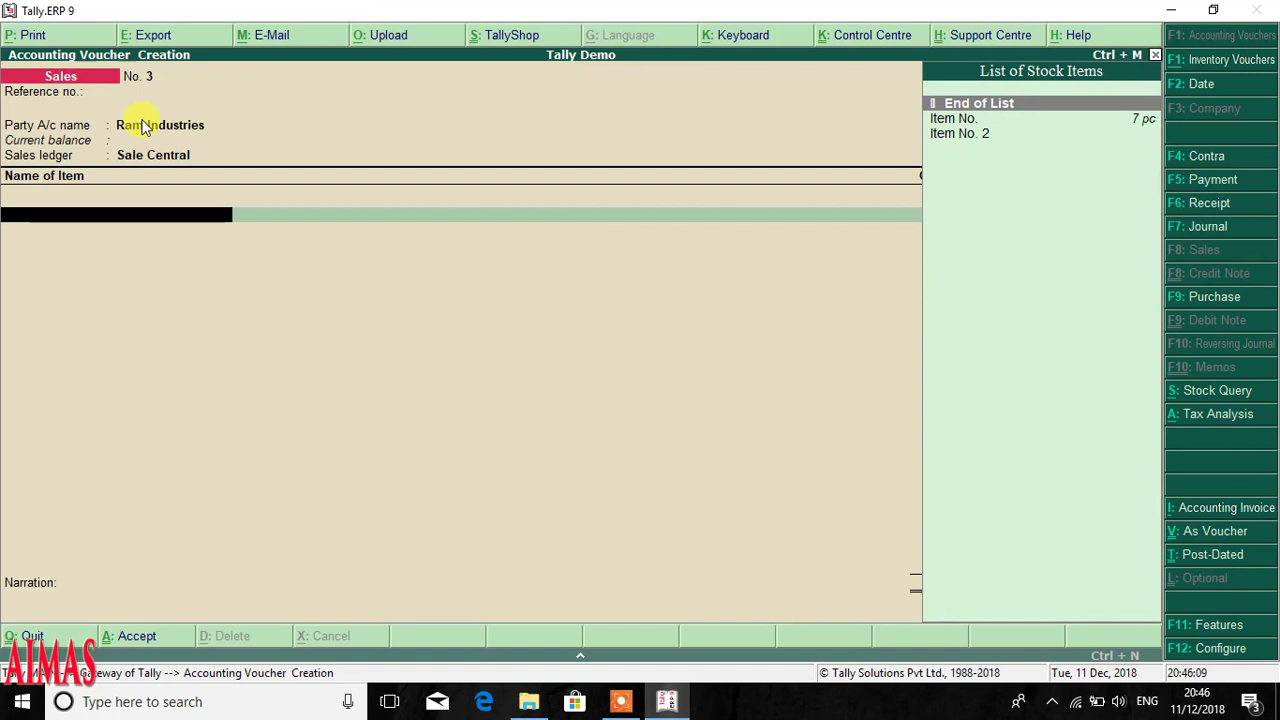 Tally.ERP 9
P: Print
E: Export
M: E-Mail
O: Upload
S: TallyShop
G: Language
K: Keyboard
K: Control Centre
H: Support Centre
H: Help
Accounting Voucher Creation
Tally Demo
Ctrl + M
Sales
No. 3
Reference no.:
Party A/c name : Ram Industries
Current balance :
Sales ledger : Sale Central
Name of Item
Narration:
List of Stock Items
End of List
Item No. 7 pc
Item No. 2
F1: Accounting Vouchers
F1: Inventory Vouchers
F2: Date
F3: Company
F4: Contra
F5: Payment
F6: Receipt
F7: Journal
F8: Sales
F8: Credit Note
F9: Purchase
F9: Debit Note
F10: Reversing Journal
F10: Memos
S: Stock Query
A: Tax Analysis
I: Accounting Invoice
V: As Voucher
T: Post-Dated
L: Optional
F11: Features
F12: Configure
Q: Quit
A: Accept
D: Delete
X: Cancel
Ctrl + N
AIMAS
Gateway of Tally --> Accounting Voucher Creation
© Tally Solutions Pvt Ltd., 1988-2018
Tue, 11 Dec, 2018
20:46:09
Type here to search
ENG
20:46
11/12/2018
3